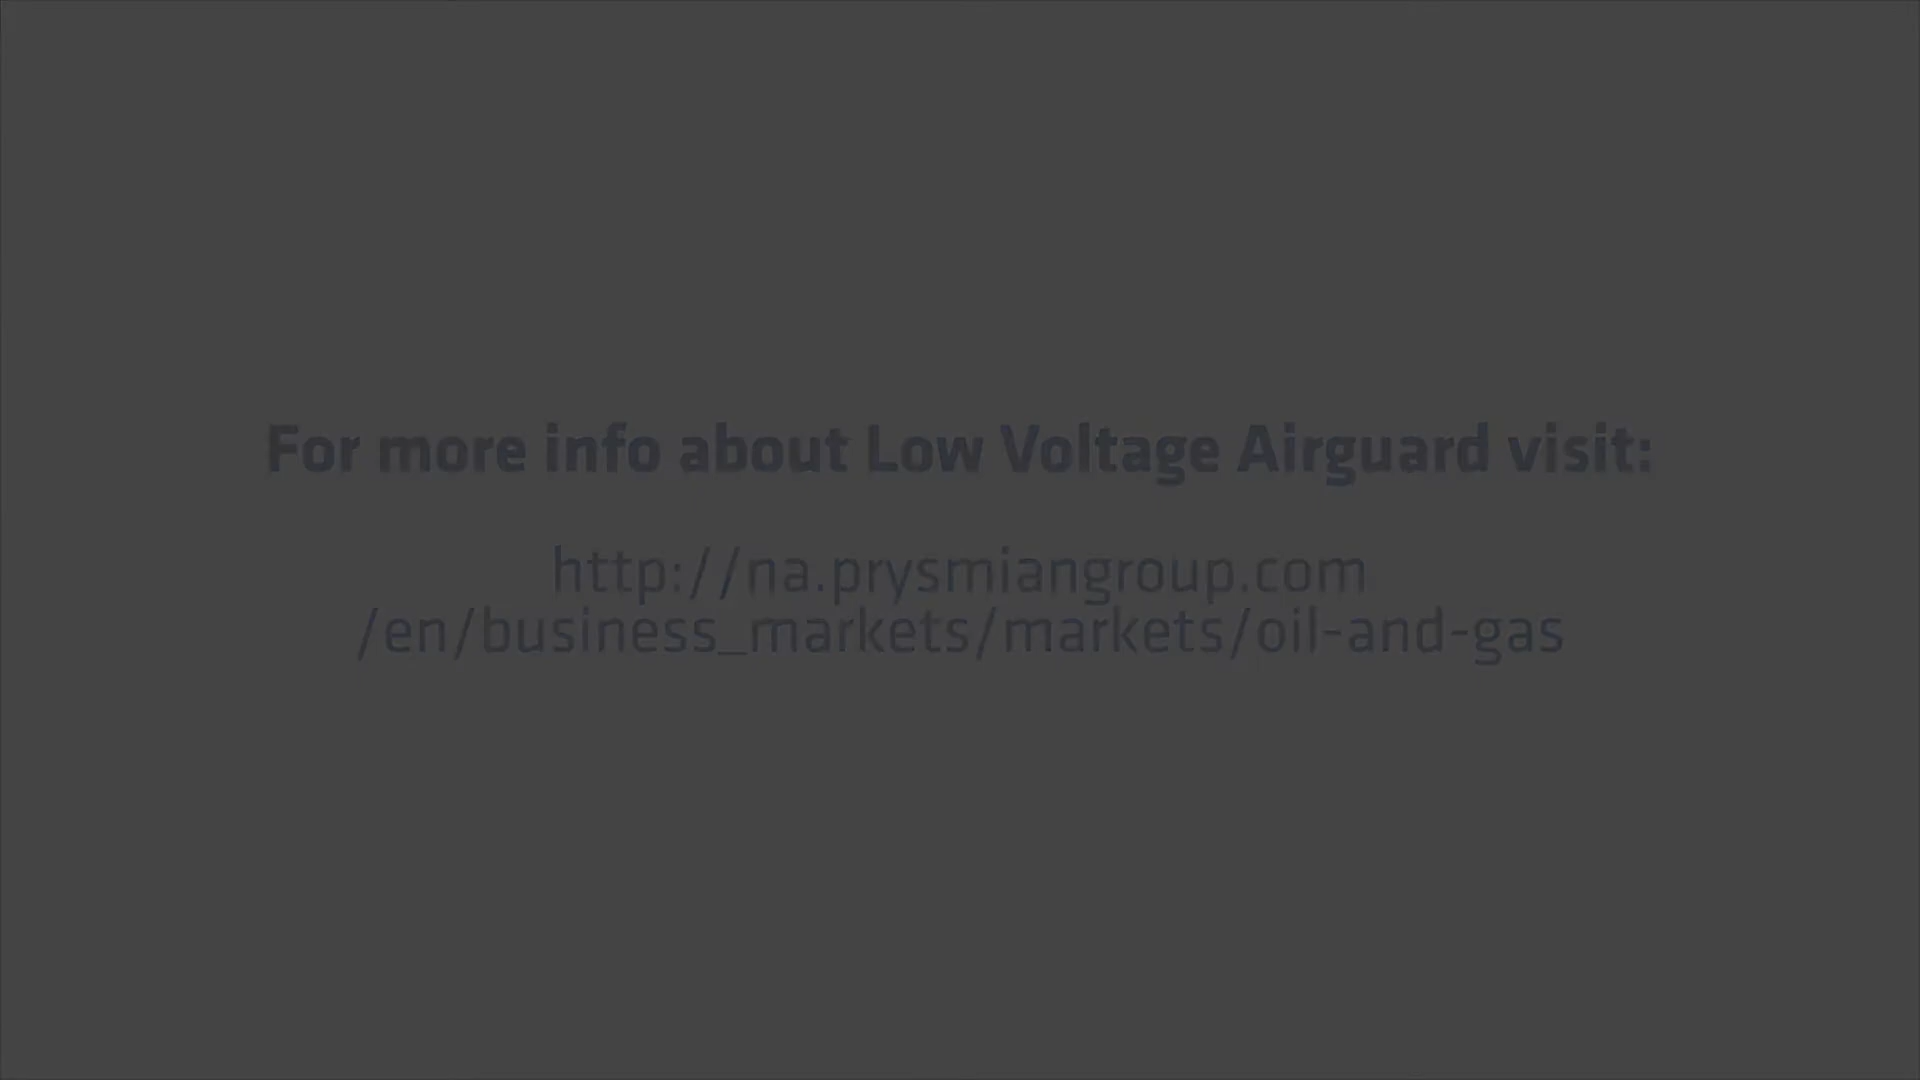 For more info about Low Voltage Airguard visit:
http://na.prysmiangroup.com
/en/business_markets/markets/oil-and-gas